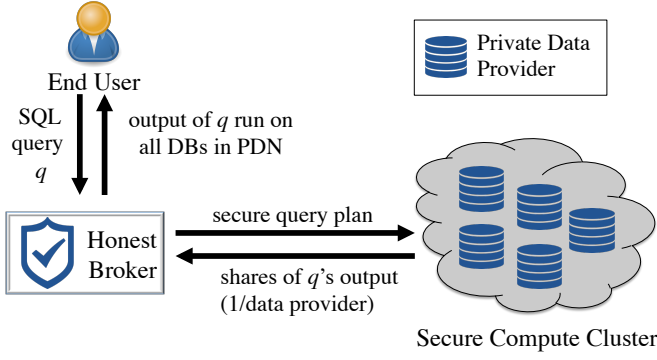 End User
SQL
query
q
output of q run on
all DBs in PDN
Private Data
Provider
Honest
Broker
secure query plan
shares of q's output
(1/data provider)
Secure Compute Cluster